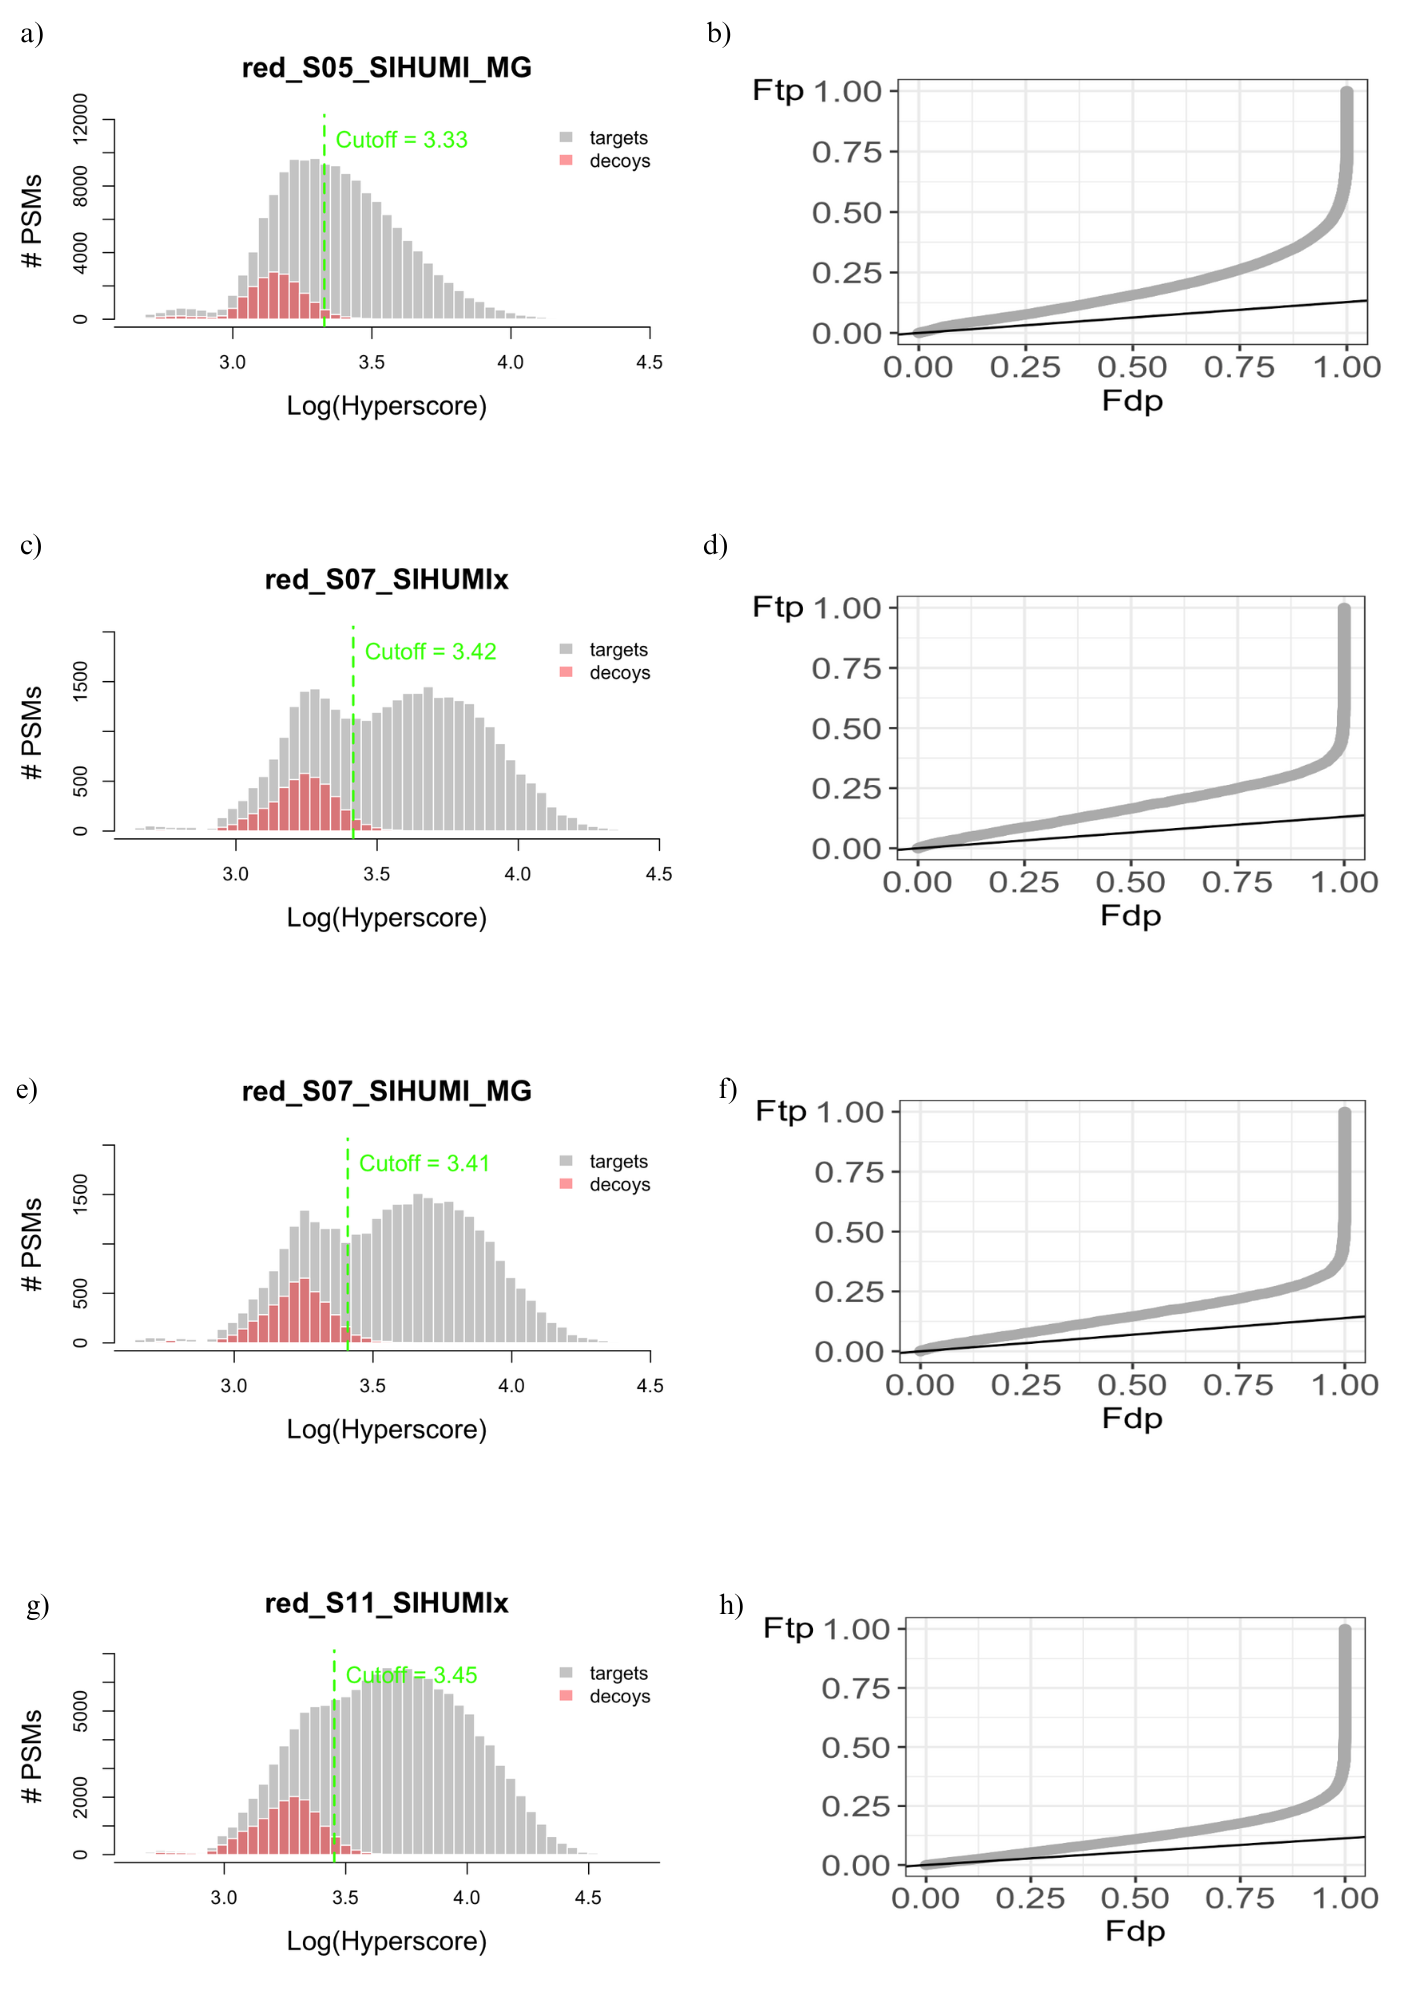 a)
red_S05_SIHUMI_MG
Cutoff = 3.33
targets
decoys
# PSMs
12000
8000
4000
0
3.0 3.5 4.0 4.5
Log(Hyperscore)
b)
Ftp 1.00
0.75
0.50
0.25
0.00
0.00 0.25 0.50 0.75 1.00
Fdp
c)
red_S07_SIHUMIx
Cutoff = 3.42
targets
decoys
# PSMs
1500
500
0
3.0 3.5 4.0 4.5
Log(Hyperscore)
d)
Ftp 1.00
0.75
0.50
0.25
0.00
0.00 0.25 0.50 0.75 1.00
Fdp
e)
red_S07_SIHUMI_MG
Cutoff = 3.41
targets
decoys
# PSMs
1500
500
0
3.0 3.5 4.0 4.5
Log(Hyperscore)
f)
Ftp 1.00
0.75
0.50
0.25
0.00
0.00 0.25 0.50 0.75 1.00
Fdp
g)
red_S11_SIHUMIx
Cutoff = 3.45
targets
decoys
# PSMs
5000
2000
0
3.0 3.5 4.0 4.5
Log(Hyperscore)
h)
Ftp 1.00
0.75
0.50
0.25
0.00
0.00 0.25 0.50 0.75 1.00
Fdp